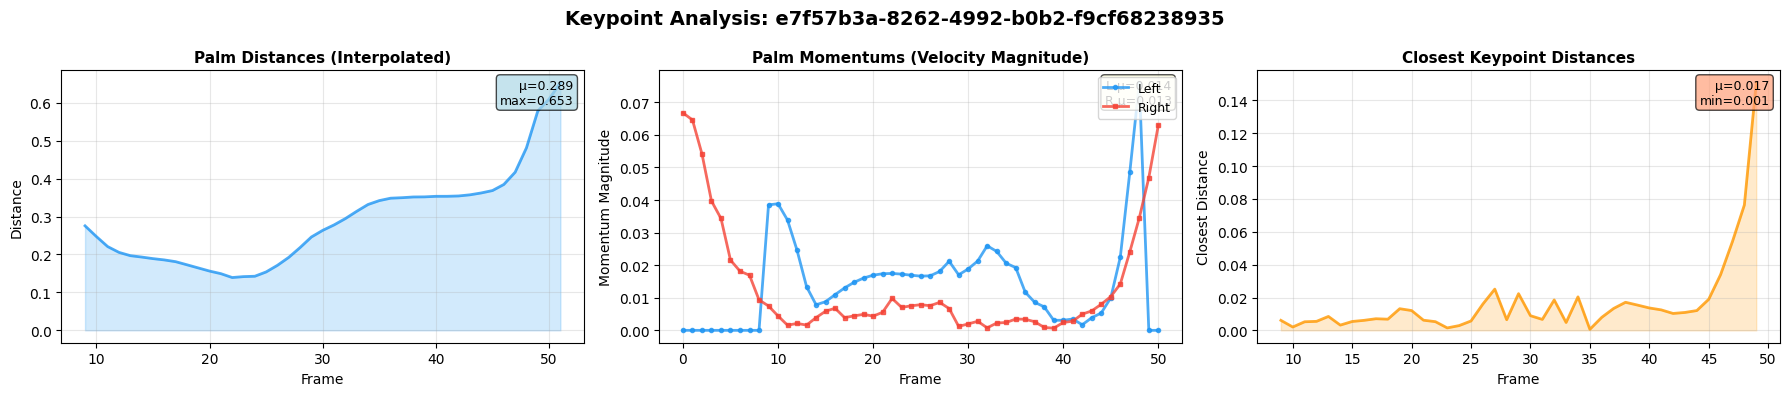 Keypoint Analysis: e7f57b3a-8262-4992-b0b2-f9cf68238935
Palm Distances (Interpolated)
μ=0.289
max=0.653
0.6
0.5
0.4
0.3
0.2
0.1
0.0
Distance
10
20
30
40
50
Frame
Palm Momentums (Velocity Magnitude)
Left
Right
0.07
0.06
0.05
0.04
0.03
0.02
0.01
0.00
Momentum Magnitude
0
10
20
30
40
50
Frame
Closest Keypoint Distances
μ=0.017
min=0.001
0.14
0.12
0.10
0.08
0.06
0.04
0.02
0.00
Closest Distance
10
15
20
25
30
35
40
45
50
Frame